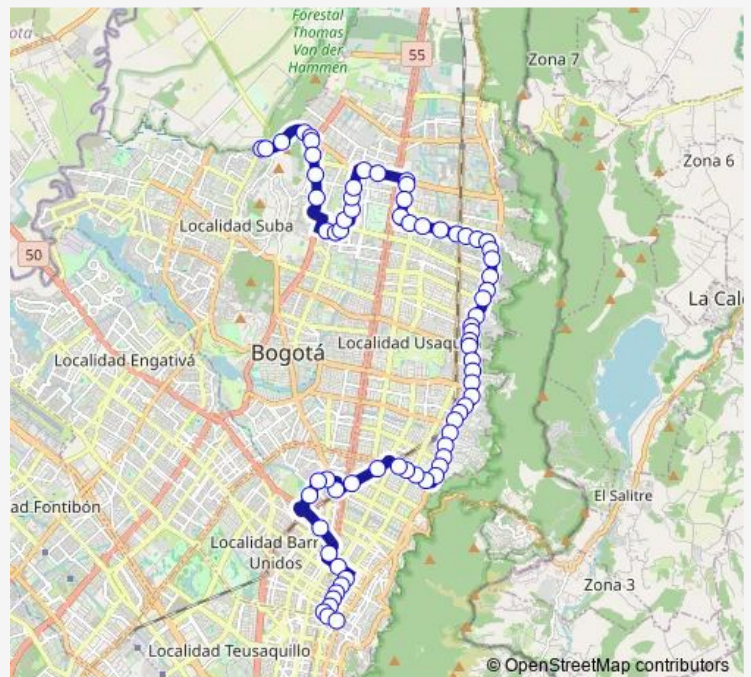 ota
Forestal
Thomas
Van der
Hammen
55
Zona 7
Zona 6
Localidad Suba
50
La Cal
Localidad Usaqu
Bogotá
Localidad Engativá
El Salitre
ad Fontibón
Localidad Barr
Unidos
Zona 3
Localidad Teusaquillo
© OpenStreetMap contributors